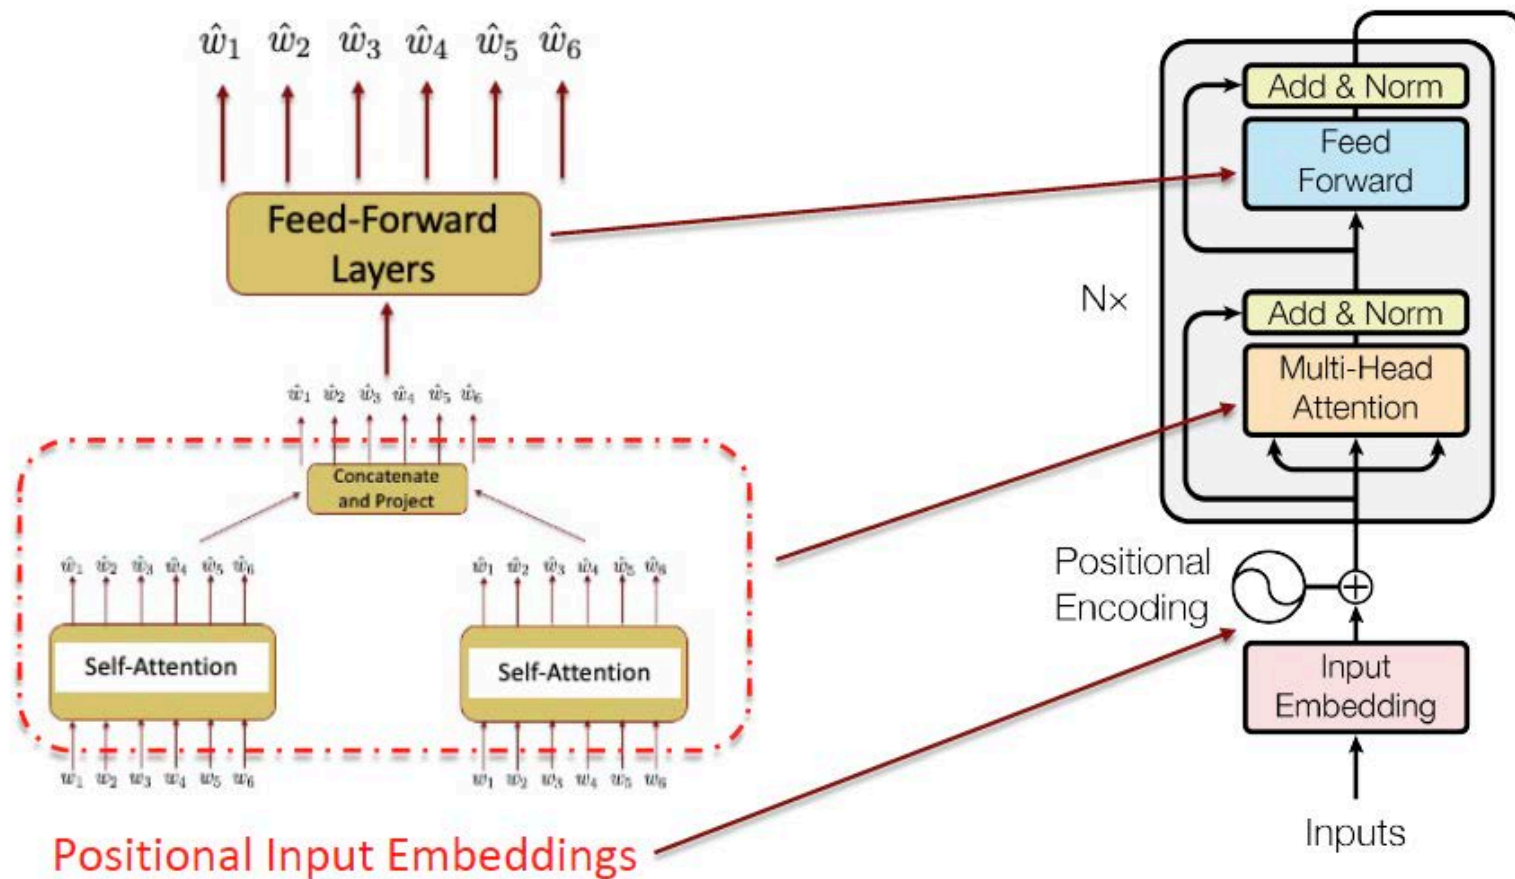 ŵ₁ ŵ₂ ŵ₃ ŵ₄ ŵ₅ ŵ₆
Feed-Forward
Layers
ŵ₁ ŵ₂ ŵ₃ ŵ₄ ŵ₅ ŵ₆
Concatenate
and Project
ŵ₁ ŵ₂ ŵ₃ ŵ₄ ŵ₅ ŵ₆
Self-Attention
w₁ w₂ w₃ w₄ w₅ w₆
ŵ₁ ŵ₂ ŵ₃ ŵ₄ ŵ₅ ŵ₆
Self-Attention
w₁ w₂ w₃ w₄ w₅ w₆
Positional Input Embeddings
Add & Norm
Feed
Forward
N×
Add & Norm
Multi-Head
Attention
Positional
Encoding
Input
Embedding
Inputs